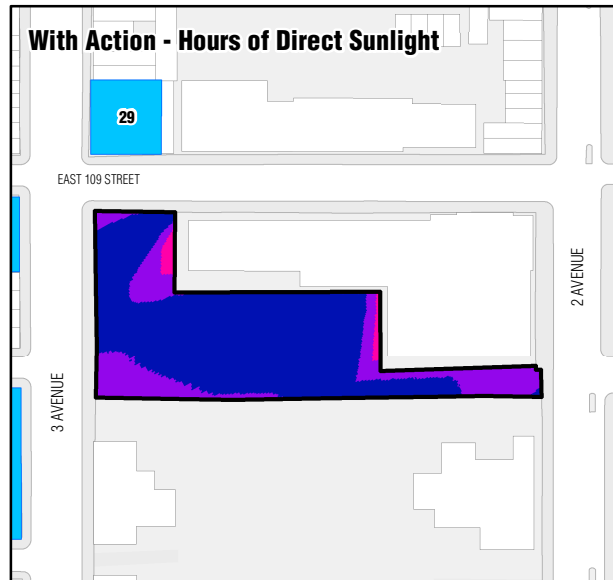 With Action - Hours of Direct Sunlight
29
EAST 109 STREET
2 AVENUE
3 AVENUE